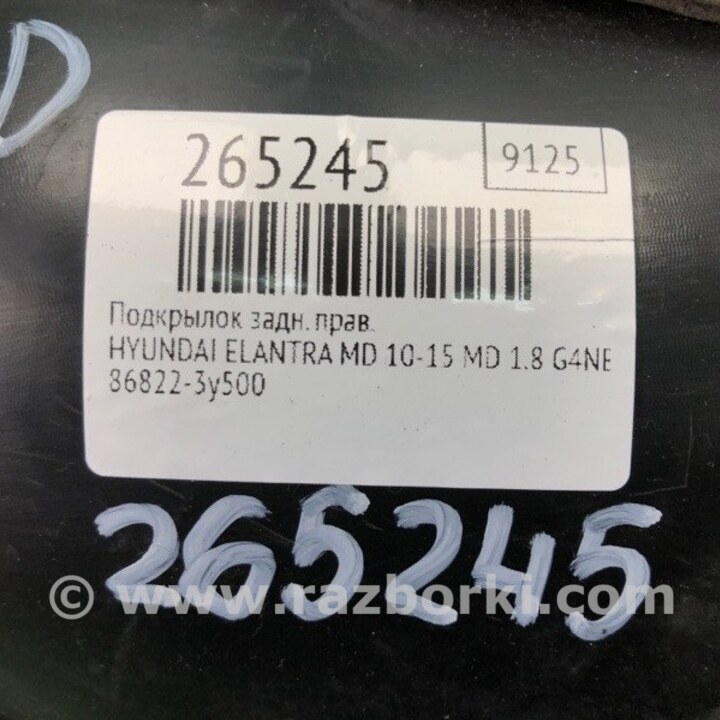 D
265245
9125
Подкрылок задн. прав.
HYUNDAI ELANTRA MD 10-15 MD 1.8 G4NE
86822-3y500
265245
© www.razborki.com